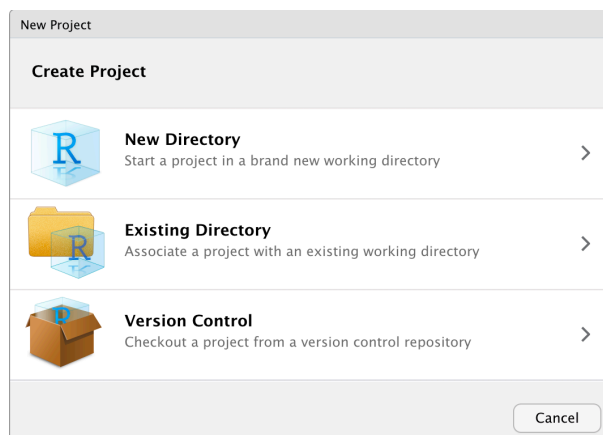 New Project
Create Project
R
New Directory
Start a project in a brand new working directory
R
Existing Directory
Associate a project with an existing working directory
R
Version Control
Checkout a project from a version control repository
Cancel